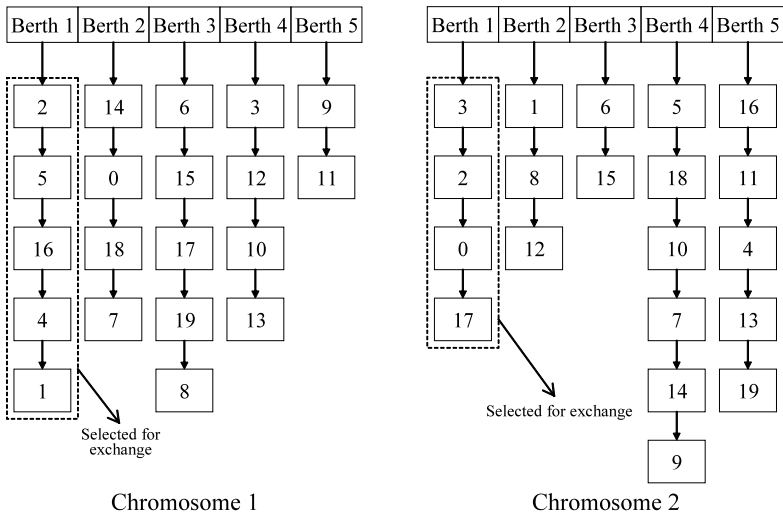 Berth 1 Berth 2 Berth 3 Berth 4 Berth 5
2 14 6 3 9
5 0 15 12 11
16 18 17 10
4 7 19 13
1 8
Selected for
exchange
Chromosome 1
Berth 1 Berth 2 Berth 3 Berth 4 Berth 5
3 1 6 5 16
2 8 15 18 11
0 12 10 4
17 7 13
14 19
Selected for exchange
9
Chromosome 2